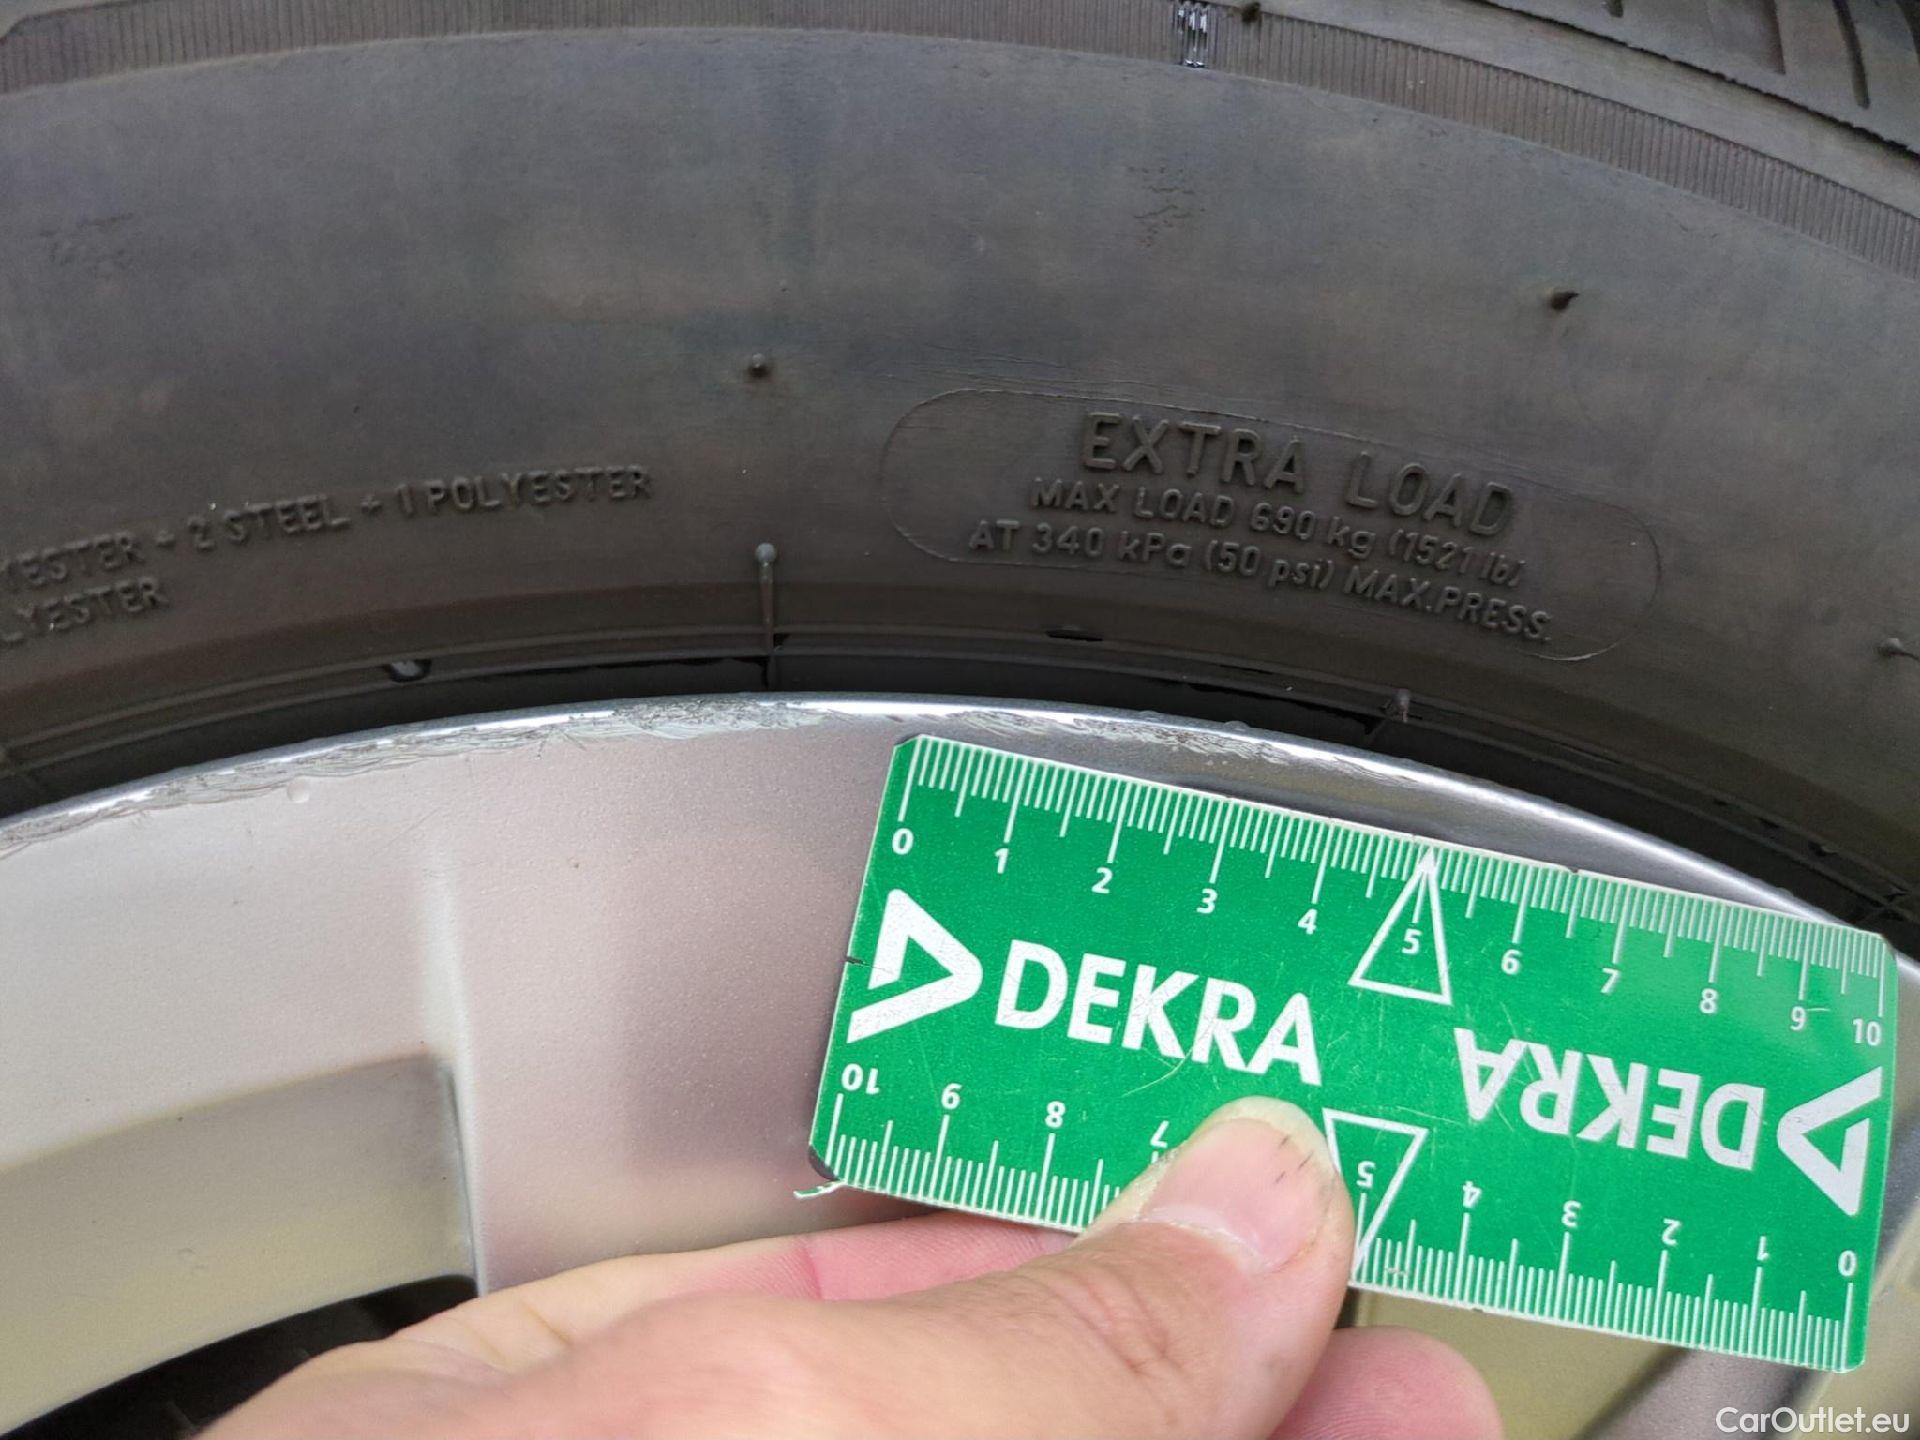 EXTRA LOAD
MAX LOAD 690 kg (1521 lb)
AT 340 kPa (50 psi) MAX.PRESS.
+ 2 STEEL + 1 POLYESTER
0 1 2 3 4 5 6 7 8 9 10
DEKRA
DEKRA
10 9 8 7 5 4 3 2 1 0
CarOutlet.eu